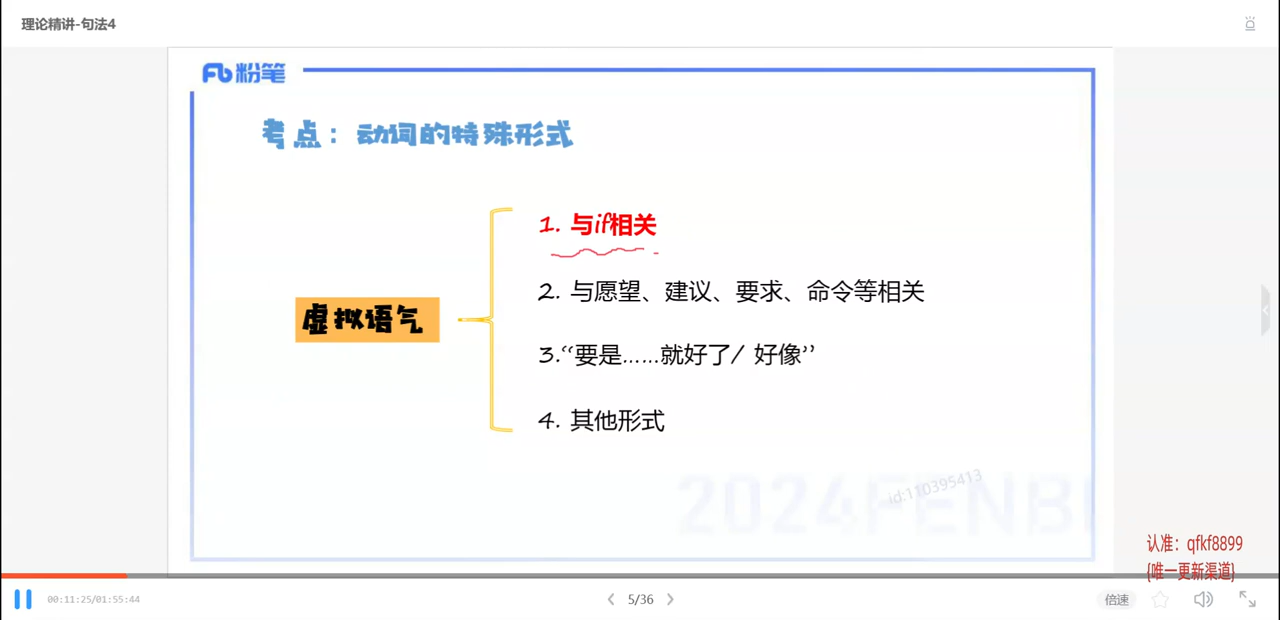 理论精讲-句法4
粉笔
考点：动词的特殊形式
1. 与if相关
2. 与愿望、建议、要求、命令等相关
虚拟语气
3.“要是……就好了/ 好像”
4. 其他形式
id:110395413
2024FENBI
认准：qfkf8899
{唯一更新渠道}
00:11:25/01:55:44
5/36
倍速